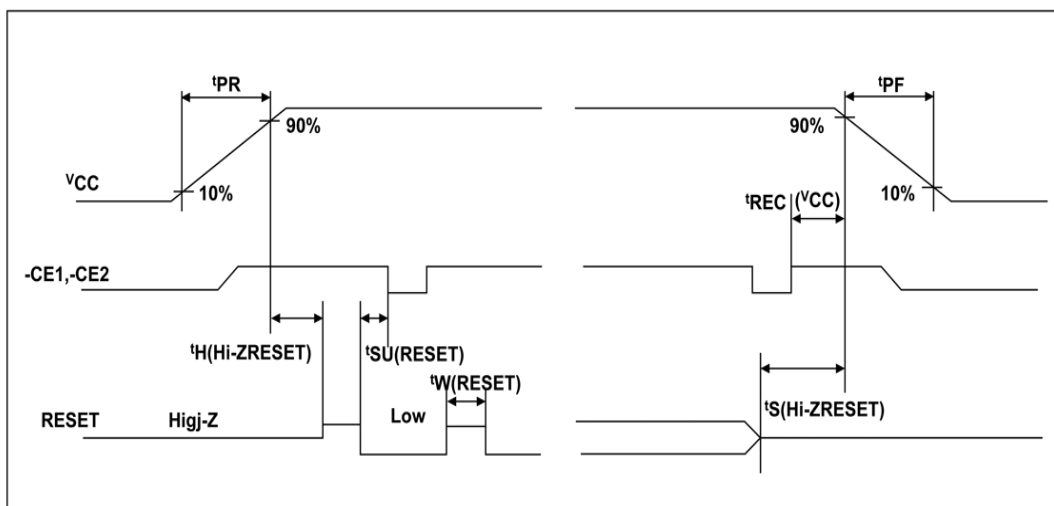 tPR
tPF
90%
90%
VCC
10%
10%
tREC (VCC)
-CE1,-CE2
tH(Hi-ZRESET)
tSU(RESET)
tW(RESET)
tS(Hi-ZRESET)
RESET
Higj-Z
Low